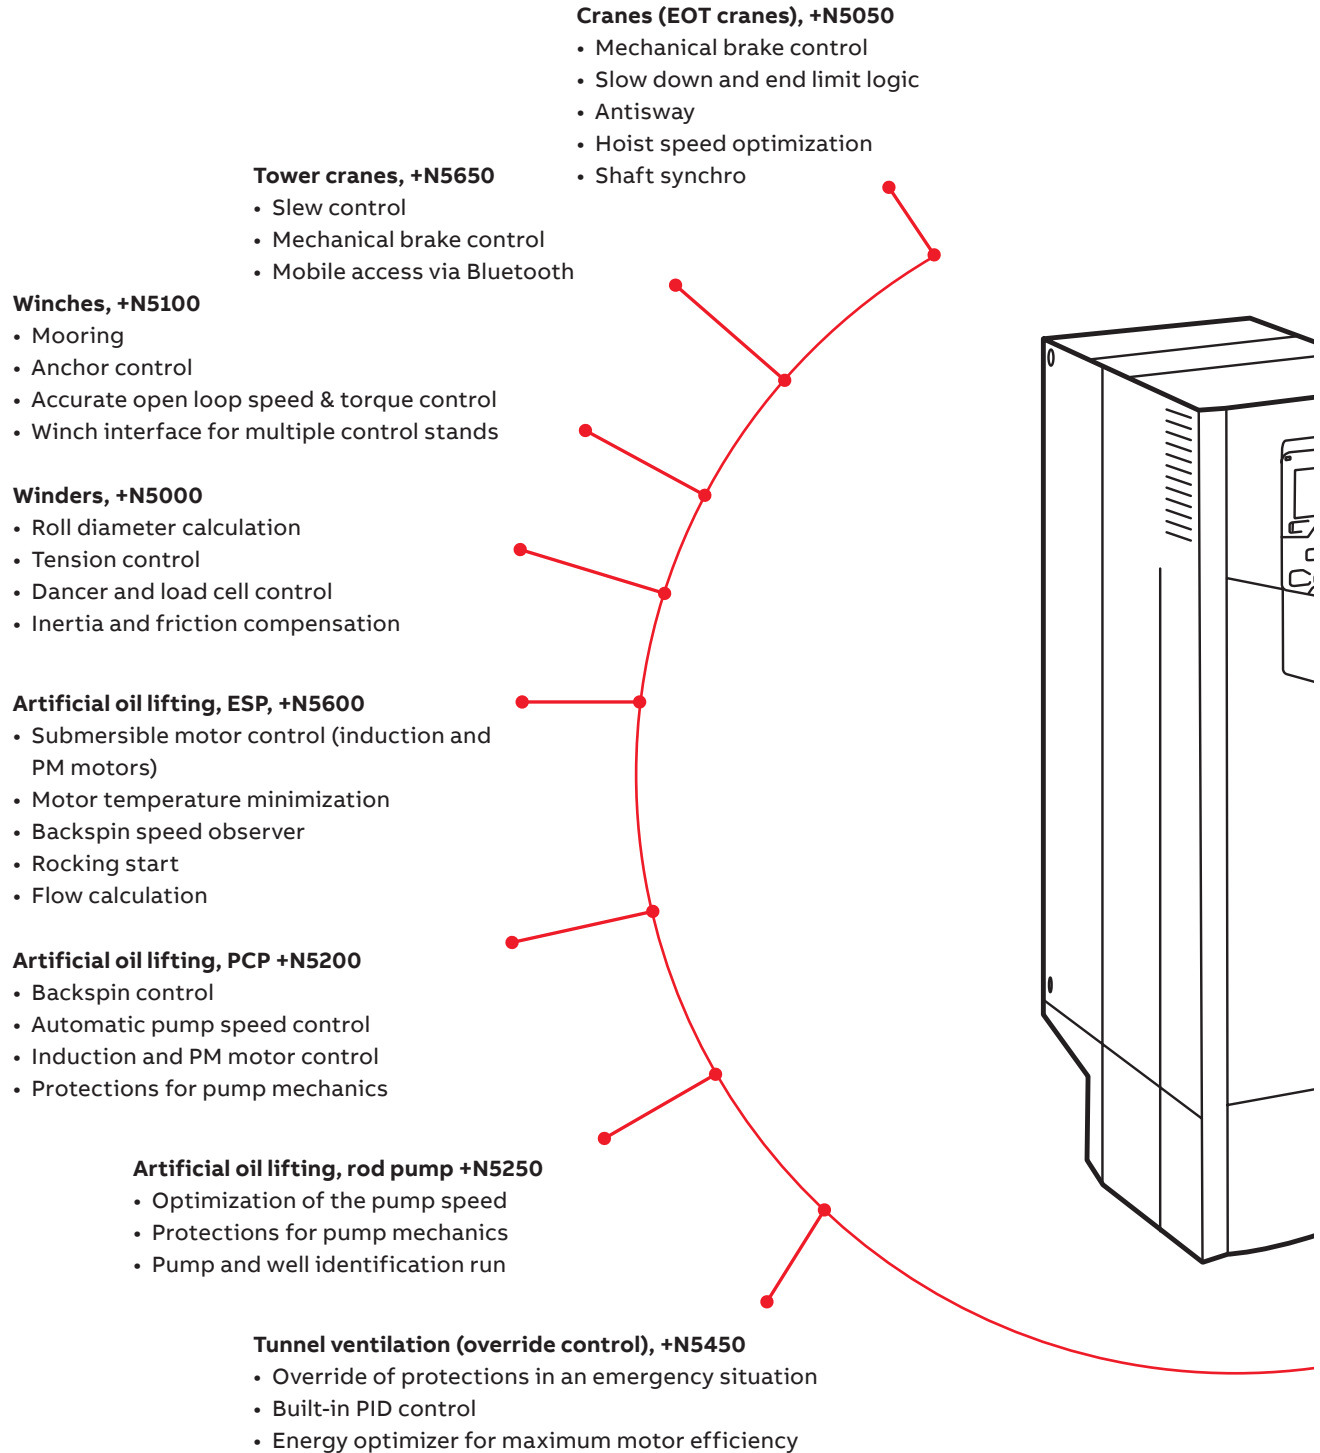 Cranes (EOT cranes), +N5050
• Mechanical brake control
• Slow down and end limit logic
• Antisway
• Hoist speed optimization
• Shaft synchro
Tower cranes, +N5650
• Slew control
• Mechanical brake control
• Mobile access via Bluetooth
Winches, +N5100
• Mooring
• Anchor control
• Accurate open loop speed & torque control
• Winch interface for multiple control stands
Winders, +N5000
• Roll diameter calculation
• Tension control
• Dancer and load cell control
• Inertia and friction compensation
Artificial oil lifting, ESP, +N5600
• Submersible motor control (induction and
PM motors)
• Motor temperature minimization
• Backspin speed observer
• Rocking start
• Flow calculation
Artificial oil lifting, PCP +N5200
• Backspin control
• Automatic pump speed control
• Induction and PM motor control
• Protections for pump mechanics
Artificial oil lifting, rod pump +N5250
• Optimization of the pump speed
• Protections for pump mechanics
• Pump and well identification run
Tunnel ventilation (override control), +N5450
• Override of protections in an emergency situation
• Built-in PID control
• Energy optimizer for maximum motor efficiency